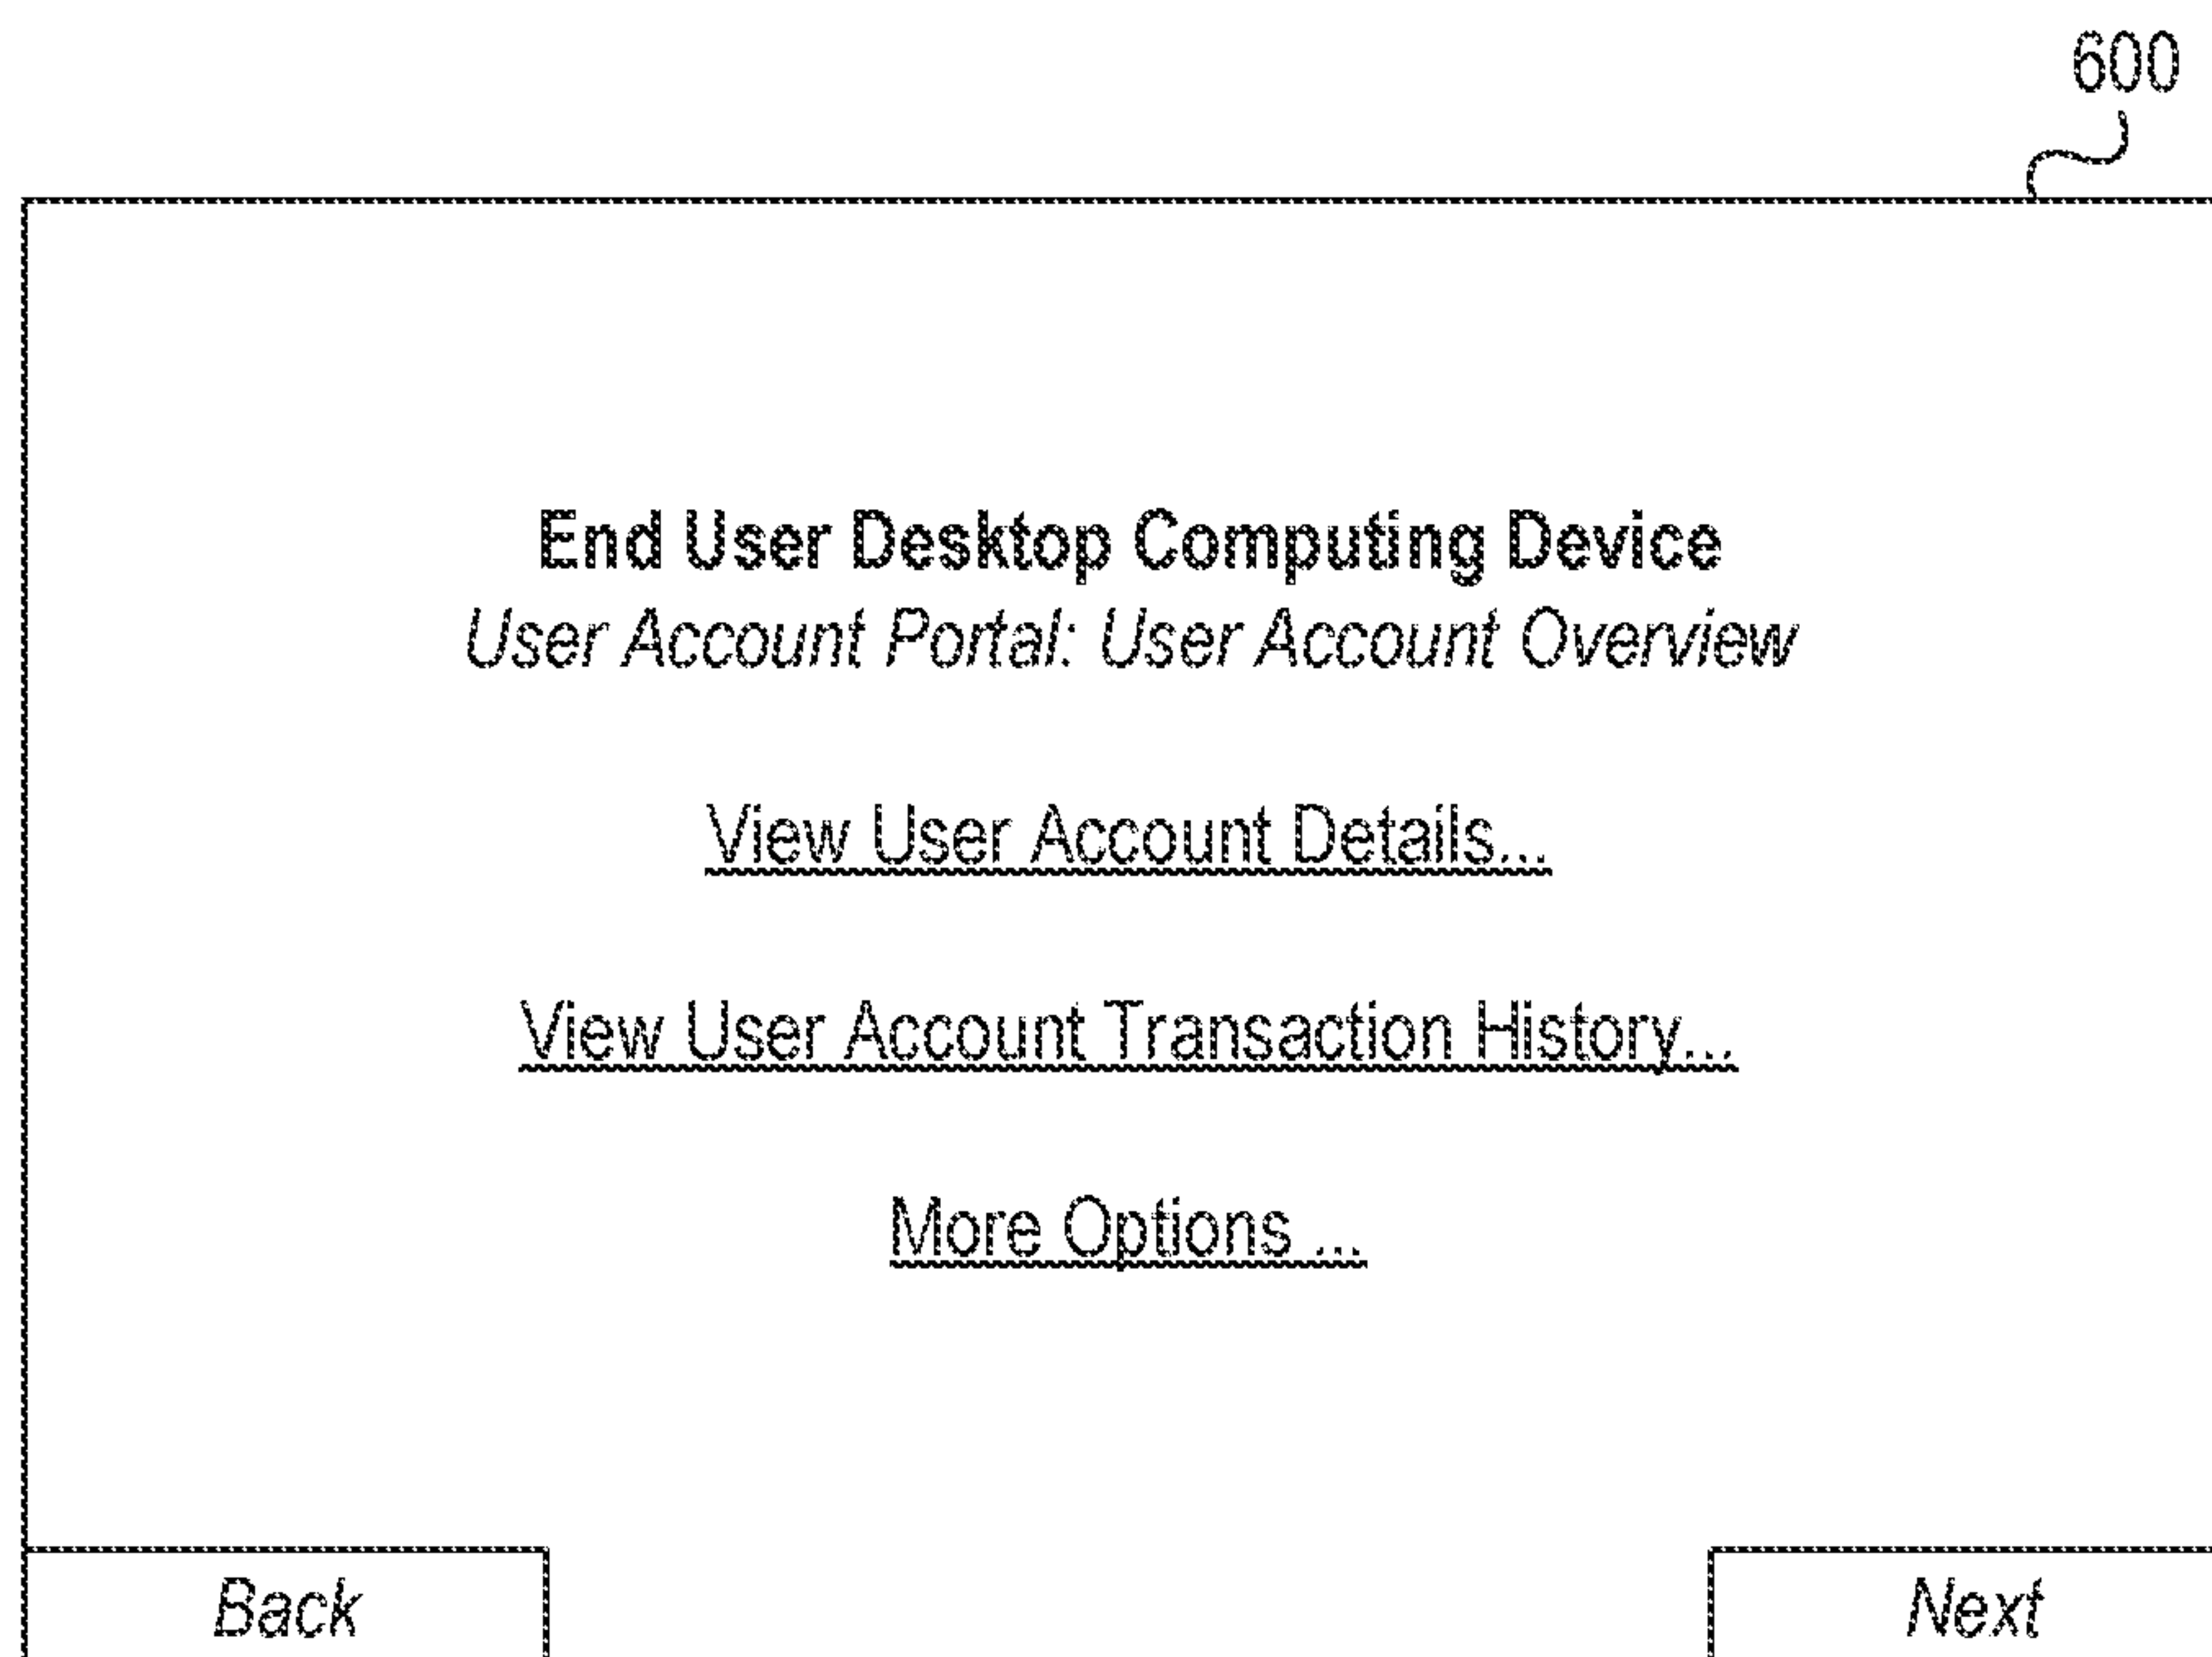 600
End User Desktop Computing Device
User Account Portal: User Account Overview
View User Account Details...
View User Account Transaction History...
More Options ...
Back
Next